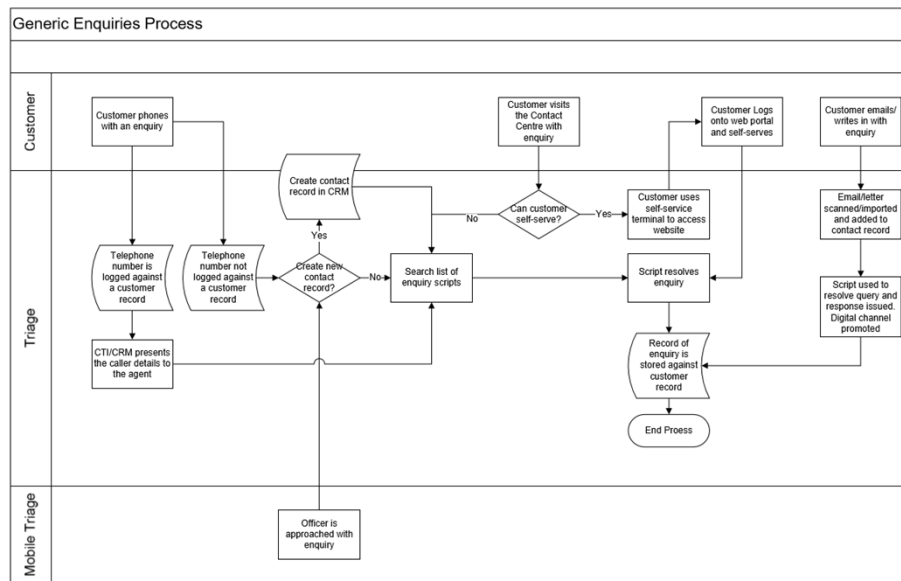 Generic Enquiries Process
Customer
Customer phones
with an enquiry
Customer visits
the Contact
Centre with
enquiry
Customer Logs
onto web portal
and self-serves
Customer emails/
writes in with
enquiry
Triage
Create contact
record in CRM
Yes
Telephone
number is
logged against
a customer
record
Telephone
number not
logged against
a customer
record
Create new
contact
record?
No
Search list of
enquiry scripts
No
Can customer
self-serve?
Yes
Customer uses
self-service
terminal to access
website
Email/letter
scanned/imported
and added to
contact record
Script resolves
enquiry
Script used to
resolve query and
response issued.
Digital channel
promoted
CTI/CRM presents
the caller details to
the agent
Record of
enquiry is
stored against
customer
record
End Proess
Mobile Triage
Officer is
approached with
enquiry